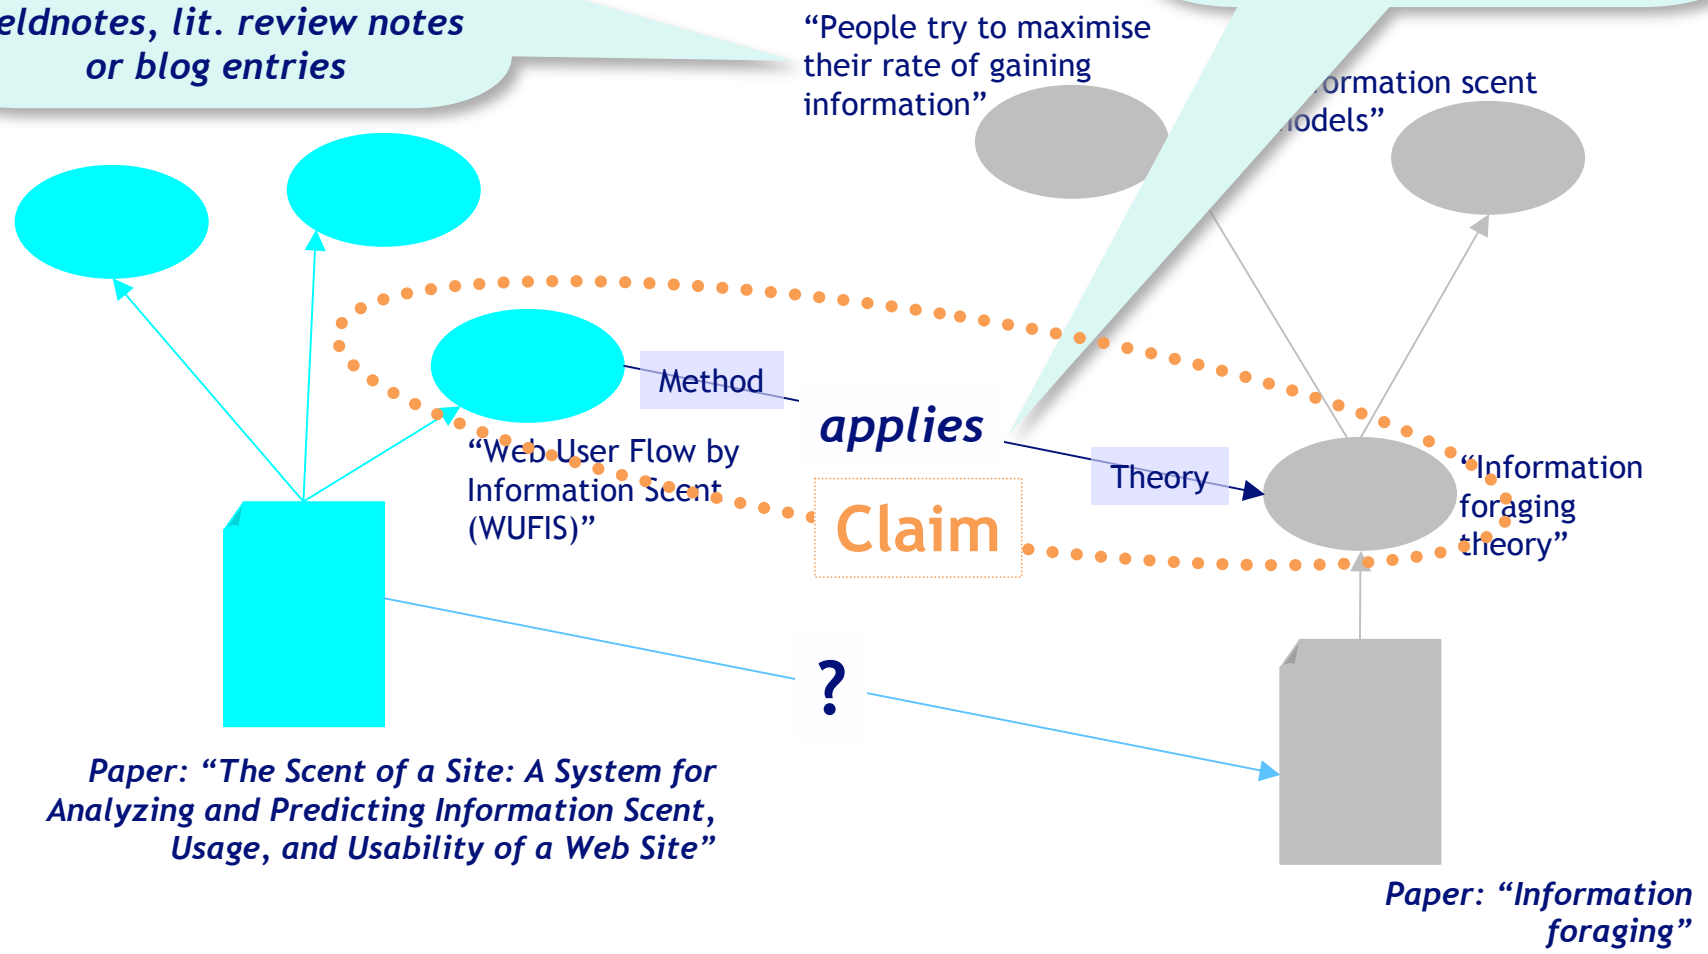 eldnotes, lit. review notes
or blog entries
“People try to maximise
their rate of gaining
information”
ormation scent
odels”
Method
applies
Theory
“Web User Flow by
Information Scent
(WUFIS)”
Claim
“Information
foraging
theory”
?
Paper: “The Scent of a Site: A System for
Analyzing and Predicting Information Scent,
Usage, and Usability of a Web Site”
Paper: “Information
foraging”